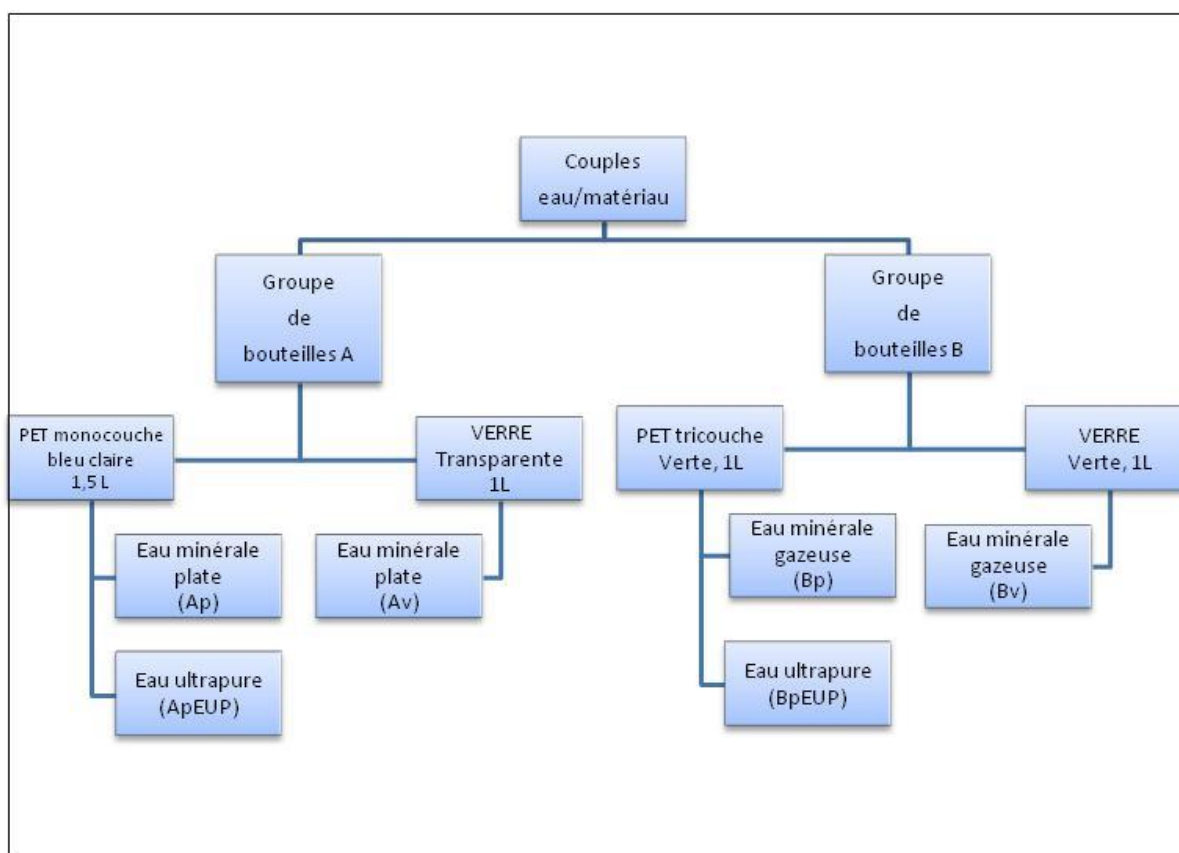 Couples
eau/matériau
Groupe
de
bouteilles A
Groupe
de
bouteilles B
PET monocouche
bleu claire
1,5 L
VERRE
Transparente
1L
PET tricouche
Verte, 1L
VERRE
Verte, 1L
Eau minérale
plate
(Ap)
Eau minérale
plate
(Av)
Eau minérale
gazeuse
(Bp)
Eau minérale
gazeuse
(Bv)
Eau ultrapure
(ApEUP)
Eau ultrapure
(BpEUP)